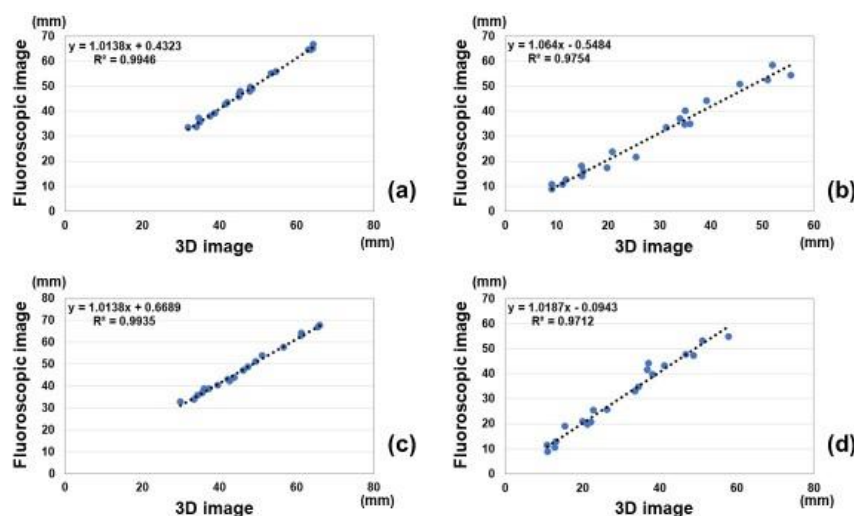 (mm)
y = 1.0138x + 0.4323
R² = 0.9946
Fluoroscopic image
70
60
50
40
30
20
10
0
0 20 40 60 80
3D image
(mm)
(a)
(mm)
y = 1.064x - 0.5484
R² = 0.9754
Fluoroscopic image
70
60
50
40
30
20
10
0
0 10 20 30 40 50 60
3D image
(mm)
(b)
(mm)
y = 1.0138x + 0.6689
R² = 0.9935
Fluoroscopic image
80
70
60
50
40
30
20
10
0
0 20 40 60 80
3D image
(mm)
(c)
(mm)
y = 1.0187x - 0.0943
R² = 0.9712
Fluoroscopic image
70
60
50
40
30
20
10
0
0 20 40 60 80
3D image
(mm)
(d)